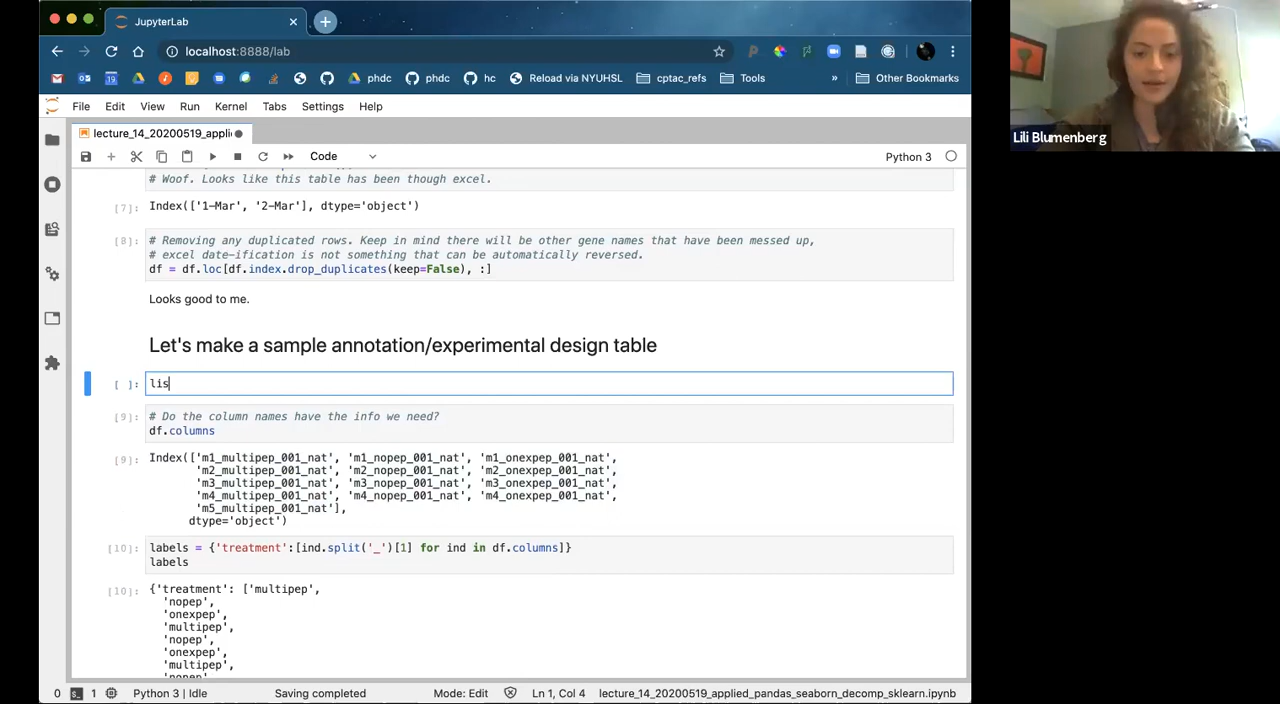 JupyterLab
localhost:8888/lab
phdc
phdc
hc
Reload via NYUHSL
cptac_refs
Tools
»
Other Bookmarks
File Edit View Run Kernel Tabs Settings Help
lecture_14_20200519_appli
Code
Python 3
# Woof. Looks like this table has been though excel.
[7]: Index(['1-Mar', '2-Mar'], dtype='object')
[8]: # Removing any duplicated rows. Keep in mind there will be other gene names that have been messed up,
# excel date-ification is not something that can be automatically reversed.
df = df.loc[df.index.drop_duplicates(keep=False), :]
Looks good to me.
Let's make a sample annotation/experimental design table
[ ]: lis
[9]: # Do the column names have the info we need?
df.columns
[9]: Index(['m1_multipep_001_nat', 'm1_nopep_001_nat', 'm1_onexpep_001_nat',
'm2_multipep_001_nat', 'm2_nopep_001_nat', 'm2_onexpep_001_nat',
'm3_multipep_001_nat', 'm3_nopep_001_nat', 'm3_onexpep_001_nat',
'm4_multipep_001_nat', 'm4_nopep_001_nat', 'm4_onexpep_001_nat',
'm5_multipep_001_nat'],
dtype='object')
[10]: labels = {'treatment':[ind.split('_')[1] for ind in df.columns]}
labels
[10]: {'treatment': ['multipep',
'nopep',
'onexpep',
'multipep',
'nopep',
'onexpep',
'multipep',
'nopep',
0 1 Python 3 | Idle Saving completed Mode: Edit Ln 1, Col 4 lecture_14_20200519_applied_pandas_seaborn_decomp_sklearn.ipynb
Lili Blumenberg